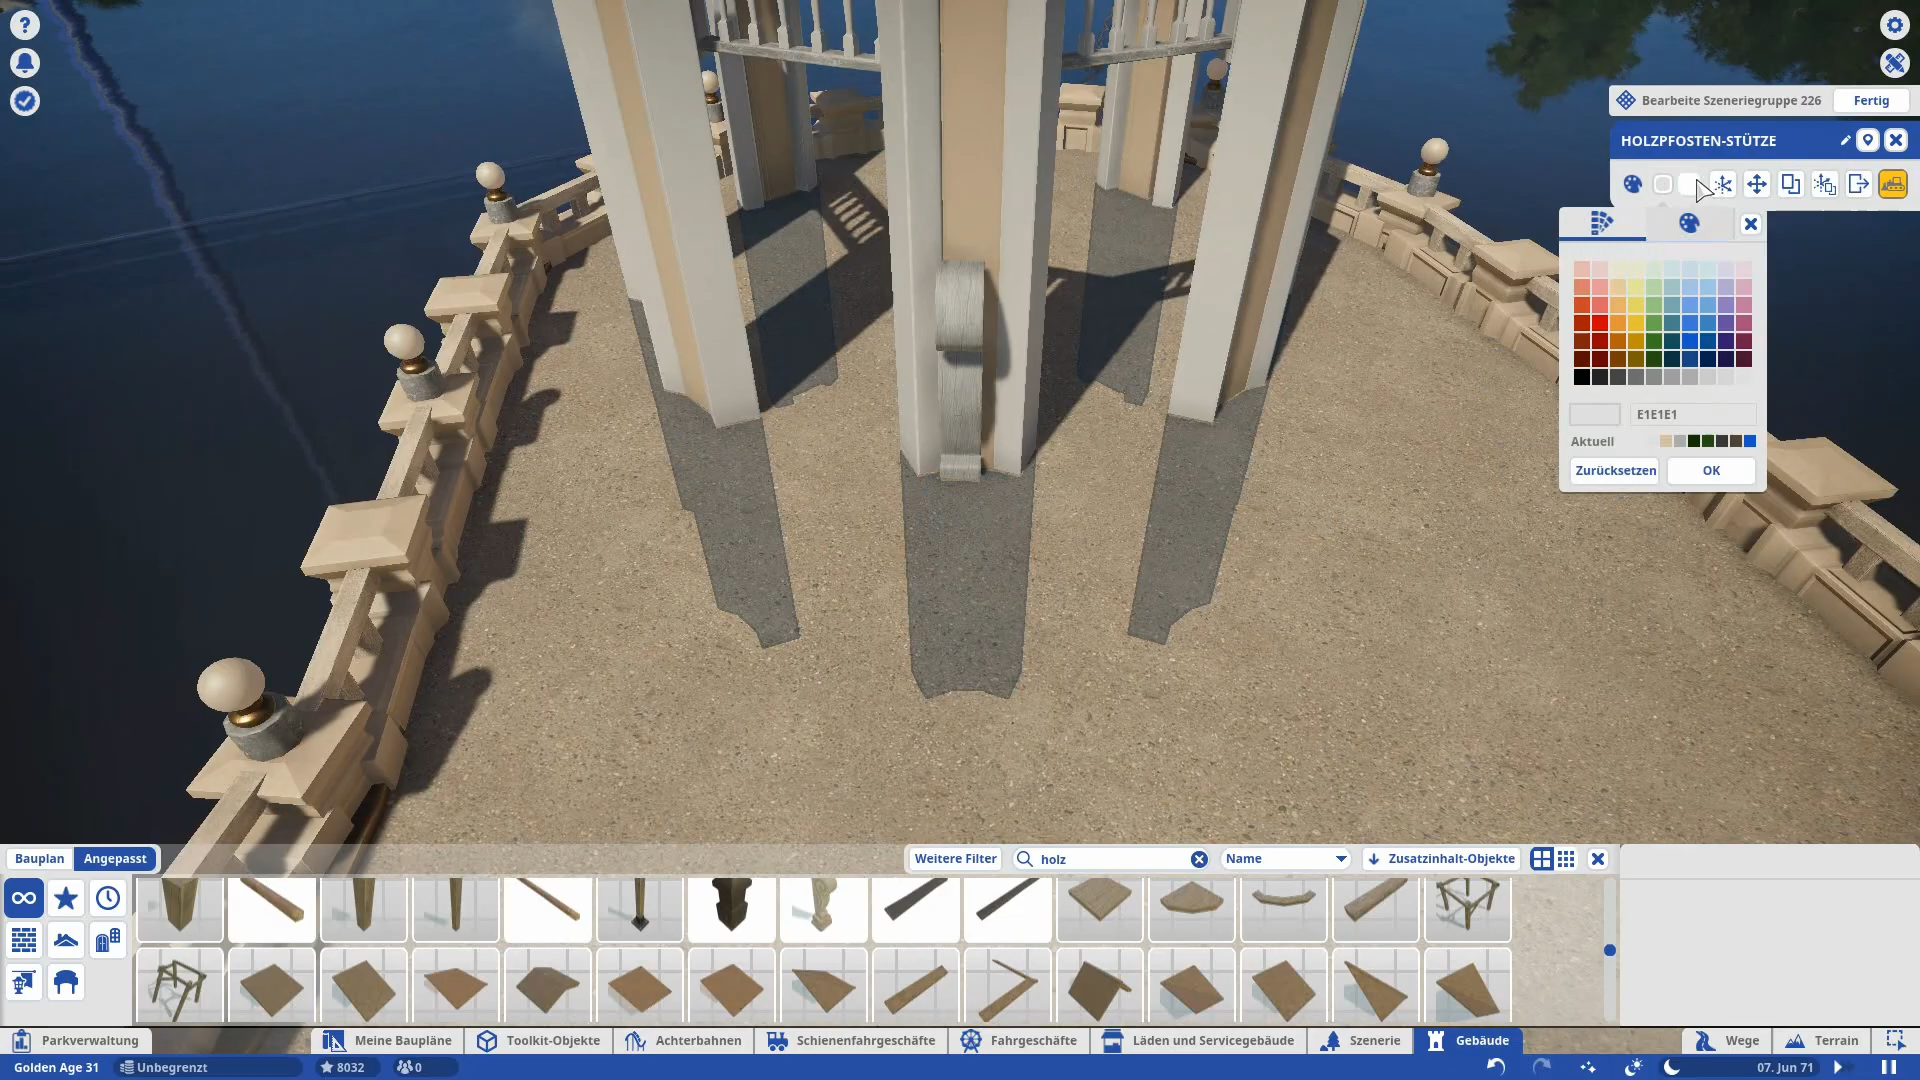 Bearbeite Szeneriegruppe 226
Fertig
HOLZPFOSTEN-STÜTZE
E1E1E1
Aktuell
Zurücksetzen
OK
Bauplan
Angepasst
Weitere Filter
holz
Name
Zusatzinhalt-Objekte
Parkverwaltung
Meine Baupläne
Toolkit-Objekte
Achterbahnen
Schienenfahrgeschäfte
Fahrgeschäfte
Läden und Servicegebäude
Szenerie
Gebäude
Wege
Terrain
Golden Age 31
Unbegrenzt
8032
0
07. Jun 71